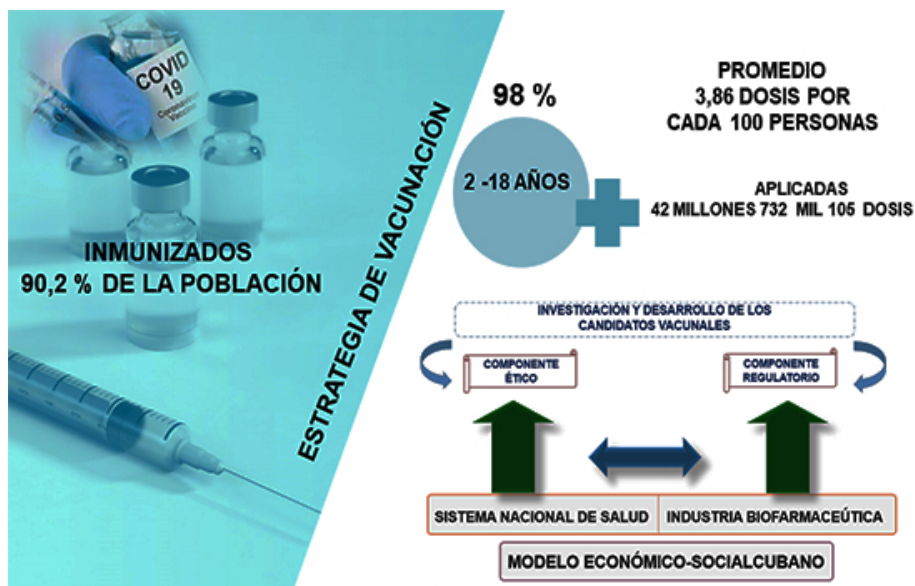 COVID
19
Coronavirus
Vaccine
INMUNIZADOS
90,2 % DE LA POBLACIÓN
ESTRATEGIA DE VACUNACIÓN
98 %
2 -18 AÑOS
PROMEDIO
3,86 DOSIS POR
CADA 100 PERSONAS
APLICADAS
42 MILLONES 732 MIL 105 DOSIS
INVESTIGACIÓN Y DESARROLLO DE LOS
CANDIDATOS VACUNALES
COMPONENTE
ÉTICO
COMPONENTE
REGULATORIO
SISTEMA NACIONAL DE SALUD
INDUSTRIA BIOFARMACEÚTICA
MODELO ECONÓMICO-SOCIALCUBANO